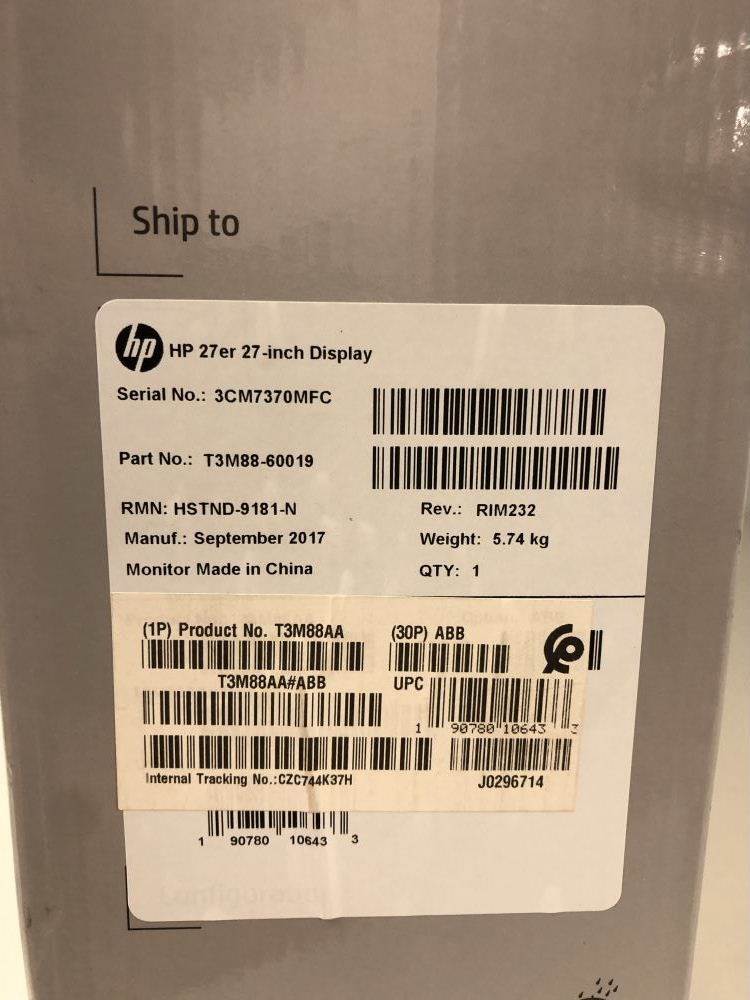 Ship to
hp HP 27er 27-inch Display
Serial No.: 3CM7370MFC
Part No.: T3M88-60019
RMN: HSTND-9181-N Rev.: RIM232
Manuf.: September 2017 Weight: 5.74 kg
Monitor Made in China QTY: 1
(1P) Product No. T3M88AA (30P) ABB
T3M88AA#ABB UPC
1 90780 10643 3
Internal Tracking No.:CZC744K37H J0296714
1 90780 10643 3